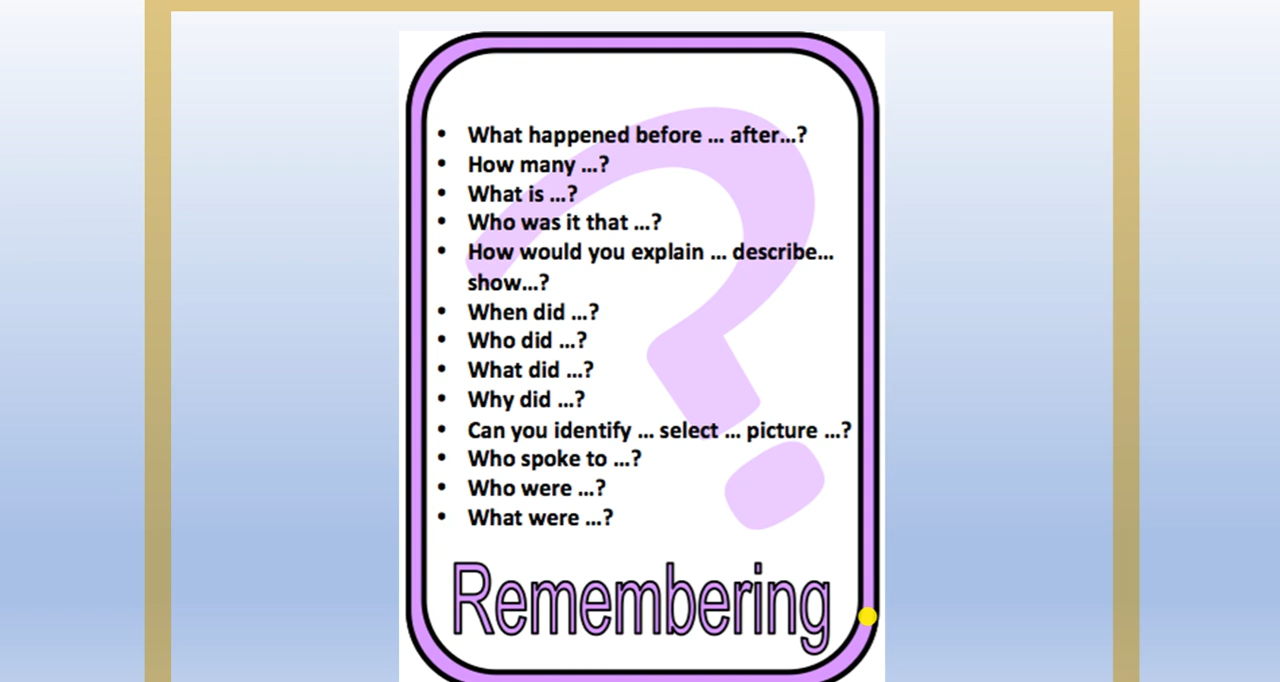 • What happened before ... after...?
• How many ...?
• What is ...?
• Who was it that ...?
• How would you explain ... describe...
show...?
• When did ...?
• Who did ...?
• What did ...?
• Why did ...?
• Can you identify ... select ... picture ...?
• Who spoke to ...?
• Who were ...?
• What were ...?
Remembering